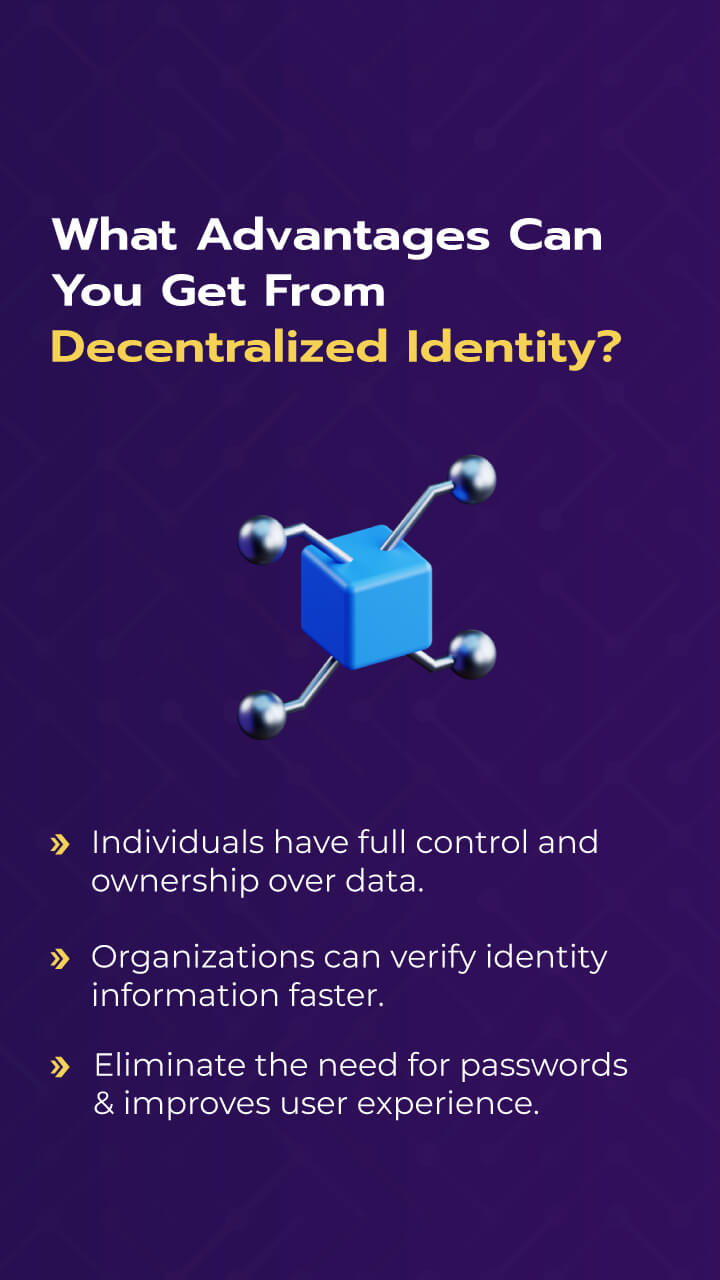 What Advantages Can
You Get From
Decentralized Identity?
Individuals have full control and
ownership over data.
Organizations can verify identity
information faster.
Eliminate the need for passwords
& improves user experience.